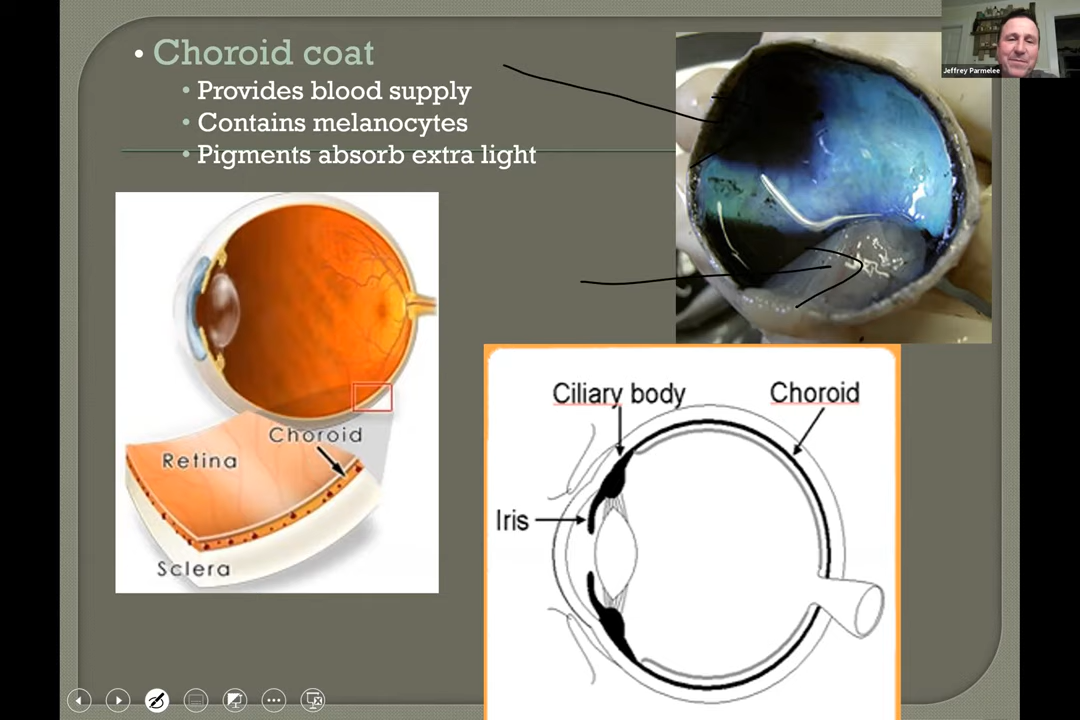 Choroid coat
Provides blood supply
Contains melanocytes
Pigments absorb extra light
Jeffrey Parmelee
Choroid
Retina
Sclera
Ciliary body
Choroid
Iris